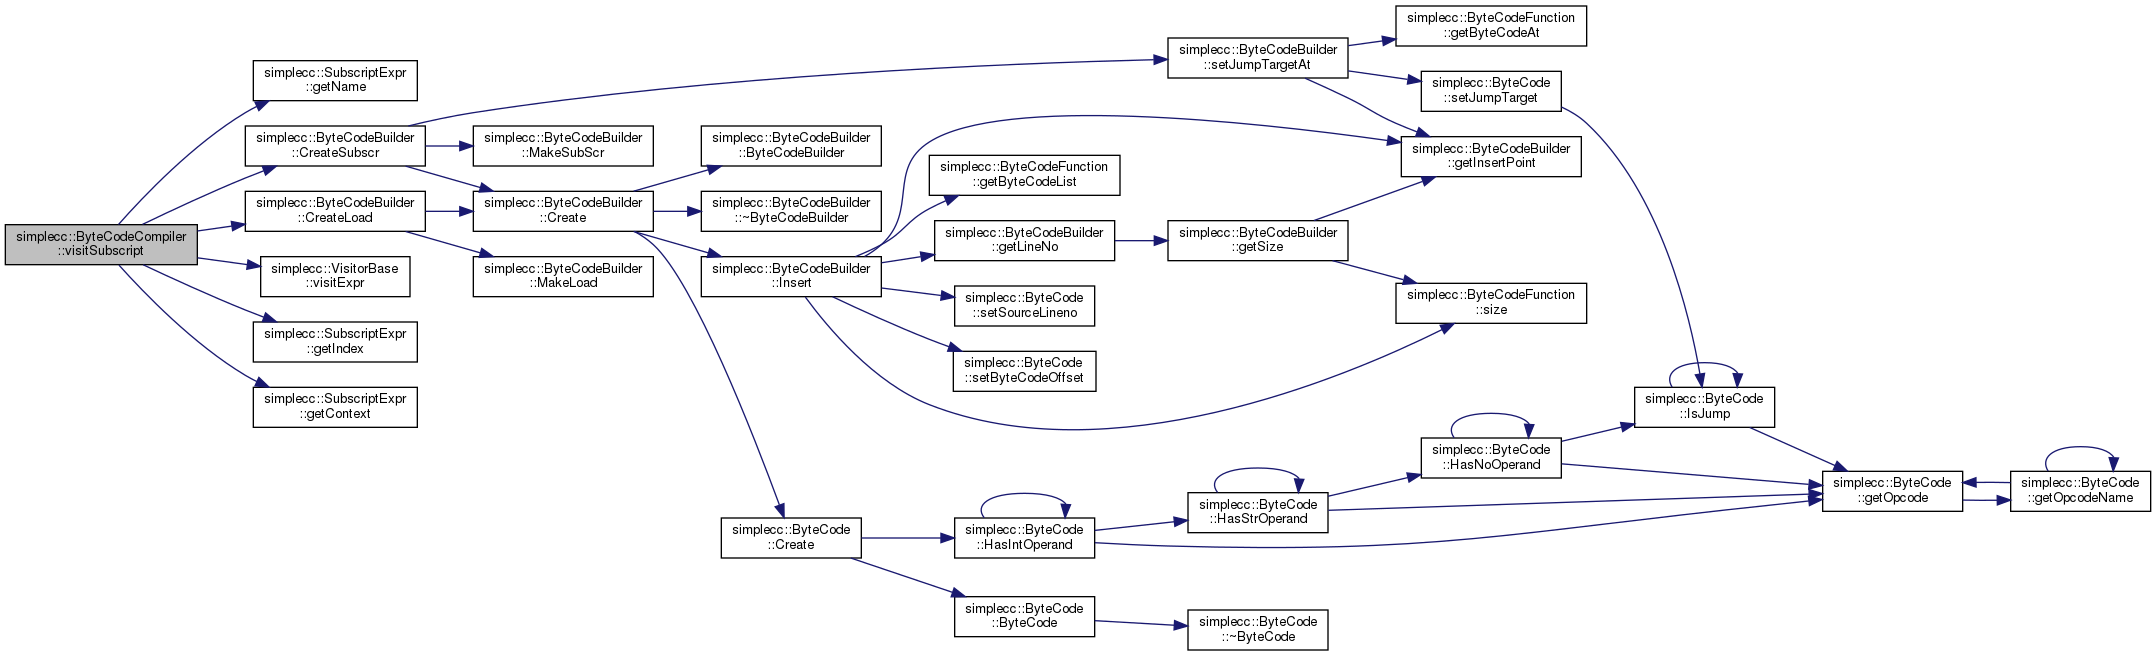 simplecc::ByteCodeCompiler
::visitSubscript
simplecc::SubscriptExpr
::getName
simplecc::ByteCodeBuilder
::CreateSubscr
simplecc::ByteCodeBuilder
::CreateLoad
simplecc::VisitorBase
::visitExpr
simplecc::SubscriptExpr
::getIndex
simplecc::SubscriptExpr
::getContext
simplecc::ByteCodeBuilder
::MakeSubScr
simplecc::ByteCodeBuilder
::Create
simplecc::ByteCodeBuilder
::MakeLoad
simplecc::ByteCodeBuilder
::ByteCodeBuilder
simplecc::ByteCodeBuilder
::~ByteCodeBuilder
simplecc::ByteCodeBuilder
::Insert
simplecc::ByteCode
::Create
simplecc::ByteCodeFunction
::getByteCodeList
simplecc::ByteCodeBuilder
::getLineNo
simplecc::ByteCode
::setSourceLineno
simplecc::ByteCode
::setByteCodeOffset
simplecc::ByteCode
::HasIntOperand
simplecc::ByteCode
::ByteCode
simplecc::ByteCodeBuilder
::setJumpTargetAt
simplecc::ByteCodeBuilder
::getSize
simplecc::ByteCode
::HasStrOperand
simplecc::ByteCode
::~ByteCode
simplecc::ByteCodeFunction
::getByteCodeAt
simplecc::ByteCode
::setJumpTarget
simplecc::ByteCodeBuilder
::getInsertPoint
simplecc::ByteCodeFunction
::size
simplecc::ByteCode
::HasNoOperand
simplecc::ByteCode
::IsJump
simplecc::ByteCode
::getOpcode
simplecc::ByteCode
::getOpcodeName